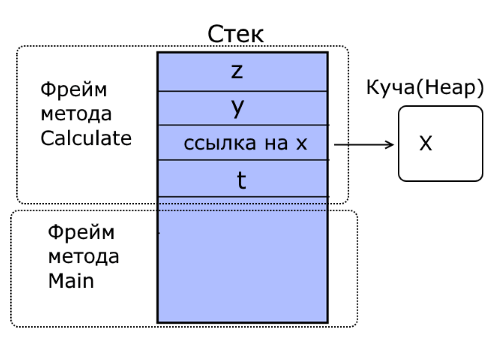 Стек
Фрейм
метода
Calculate
z
y
ссылка на x
t
Куча(Heap)
X
Фрейм
метода
Main